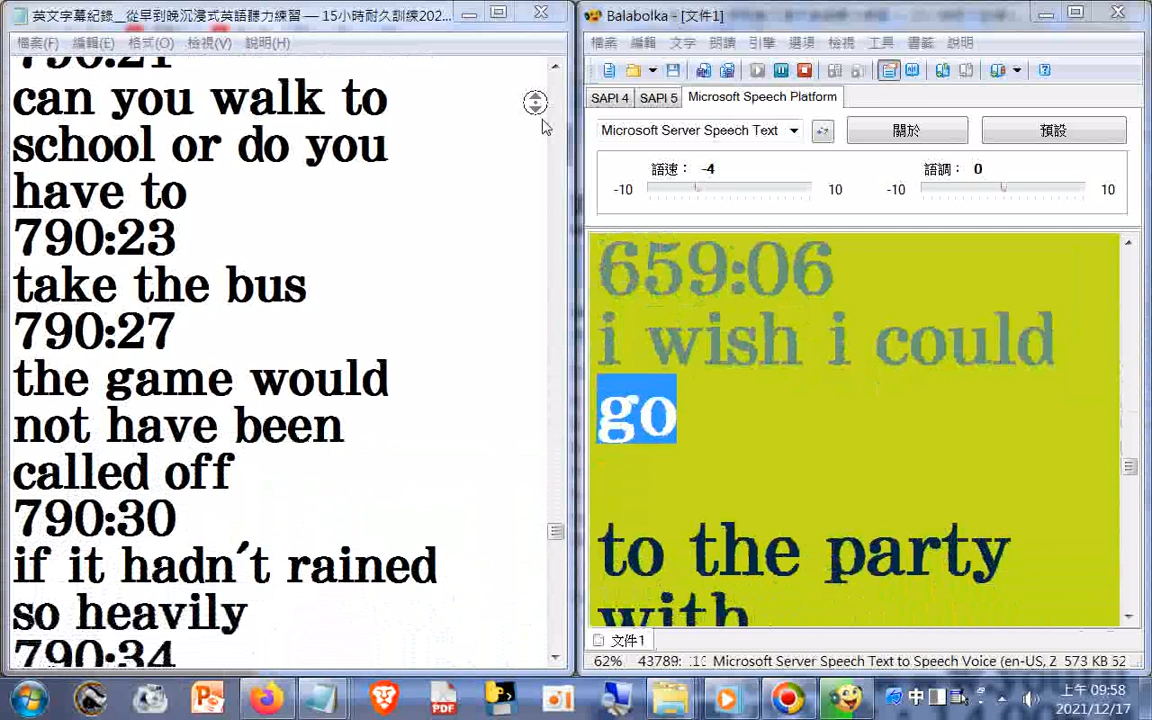 英文字幕紀錄__從早到晚沉浸式英語聽力練習 — 15小時耐久訓練202...
檔案(F) 編輯(E) 格式(O) 檢視(V) 說明(H)
790:21
can you walk to
school or do you
have to
790:23
take the bus
790:27
the game would
not have been
called off
790:30
if it hadn't rained
so heavily
790:34
Balabolka - [文件1]
檔案 編輯 文字 朗讀 引擎 選項 檢視 工具 書籤 說明
SAPI 4 SAPI 5 Microsoft Speech Platform
Microsoft Server Speech Text 關於 預設
語速： -4 語調： 0
-10 10 -10 10
659:06
i wish i could
go
to the party
with
文件1
62% 43789: Microsoft Server Speech Text to Speech Voice (en-US, Z 573 KB 52
PDF
中
上午 09:58
2021/12/17